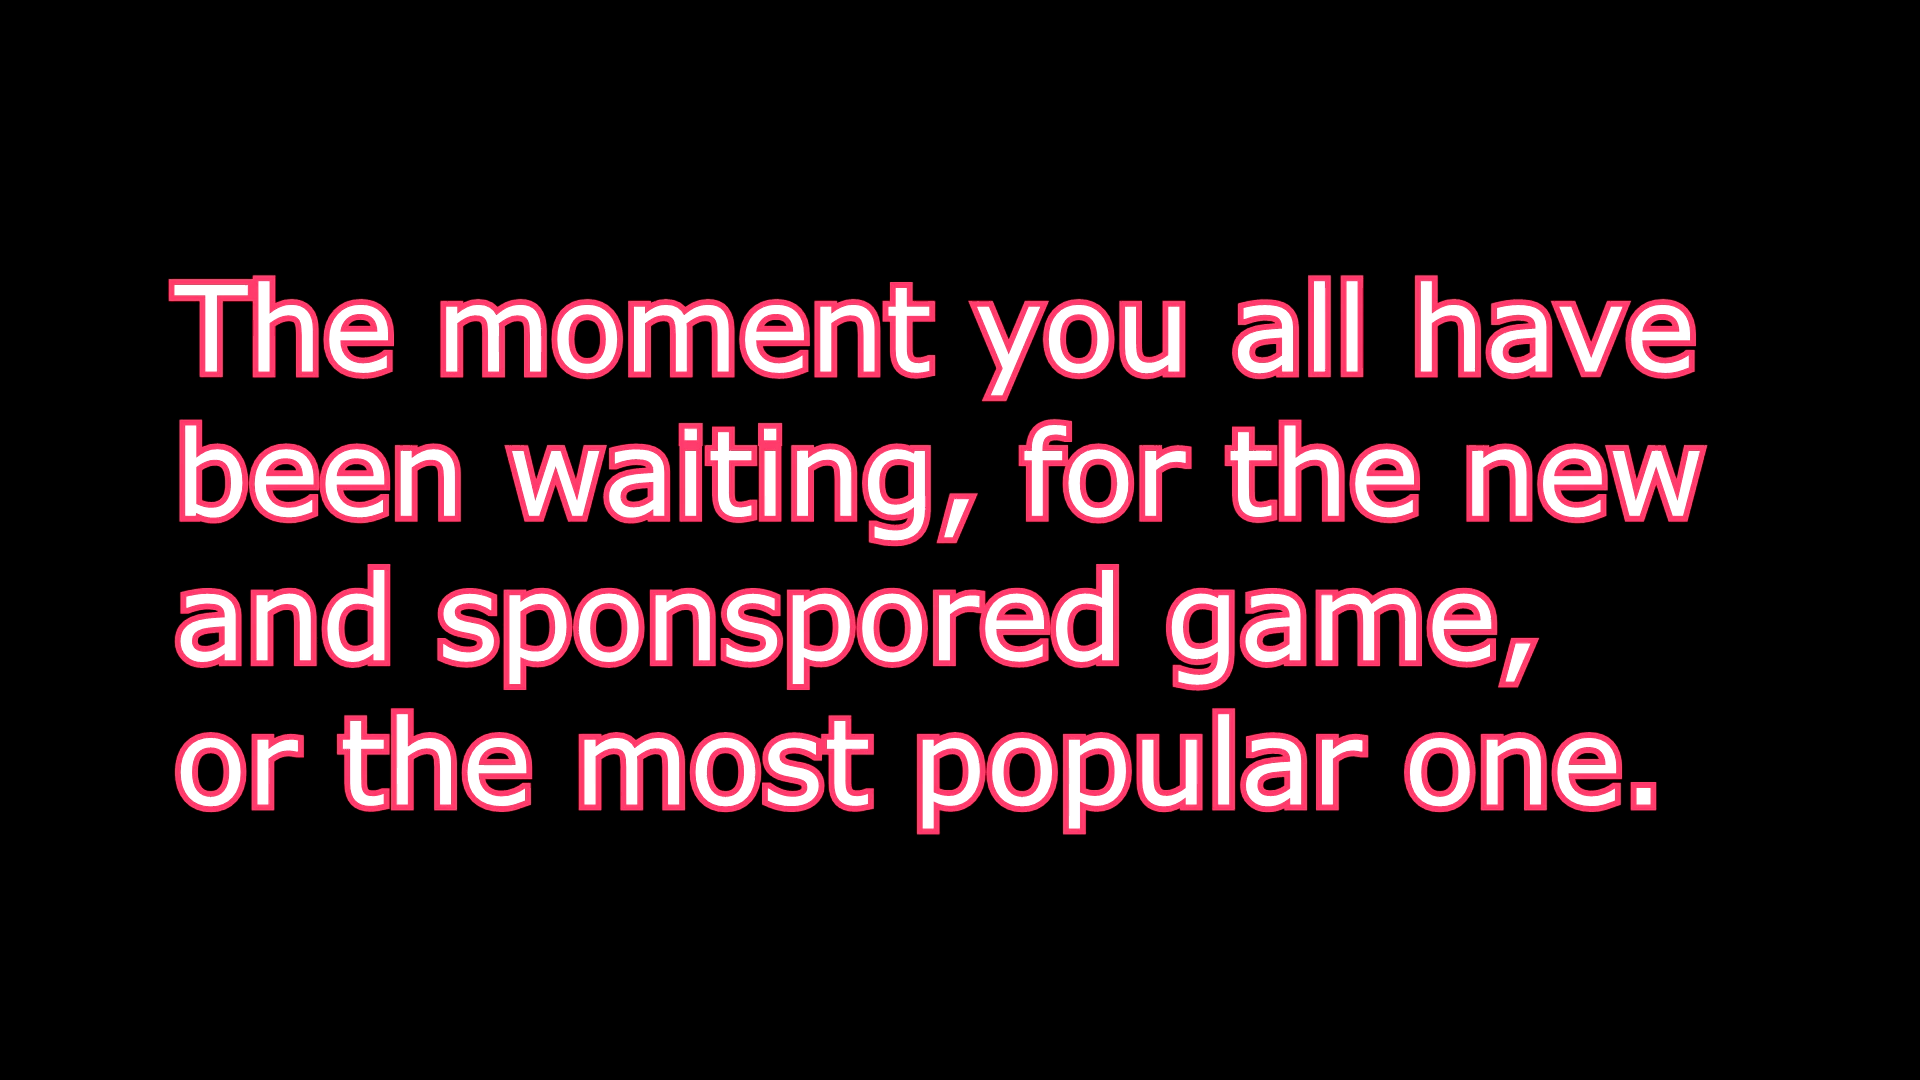 The moment you all have
been waiting, for the new
and sponspored game,
or the most popular one.